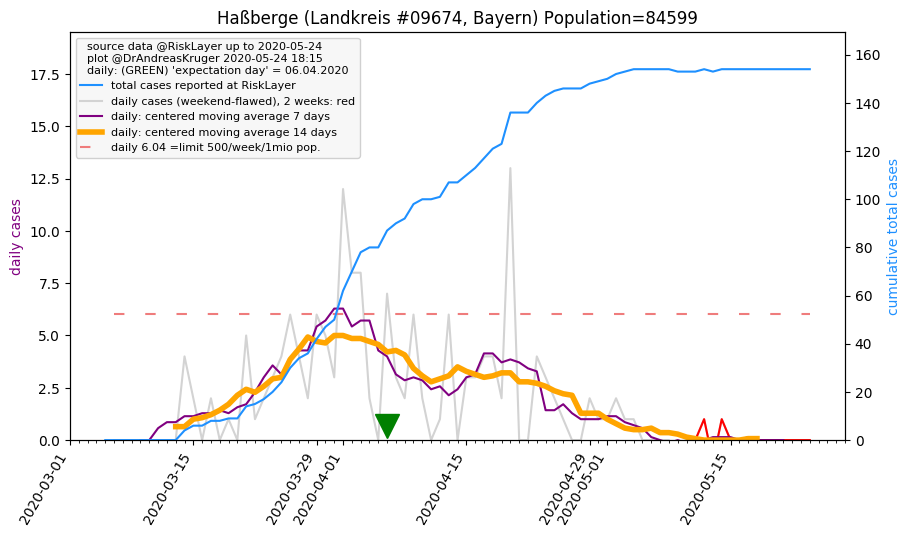 Haßberge (Landkreis #09674, Bayern) Population=84599
source data @RiskLayer up to 2020-05-24
plot @DrAndreasKruger 2020-05-24 18:15
daily: (GREEN) 'expectation day' = 06.04.2020
total cases reported at RiskLayer
daily cases (weekend-flawed), 2 weeks: red
daily: centered moving average 7 days
daily: centered moving average 14 days
daily 6.04 =limit 500/week/1mio pop.
daily cases
17.5
15.0
12.5
10.0
7.5
5.0
2.5
0.0
160
140
120
100
80
60
40
20
0
cumulative total cases
2020-03-01
2020-03-15
2020-03-29
2020-04-01
2020-04-15
2020-04-29
2020-05-01
2020-05-15